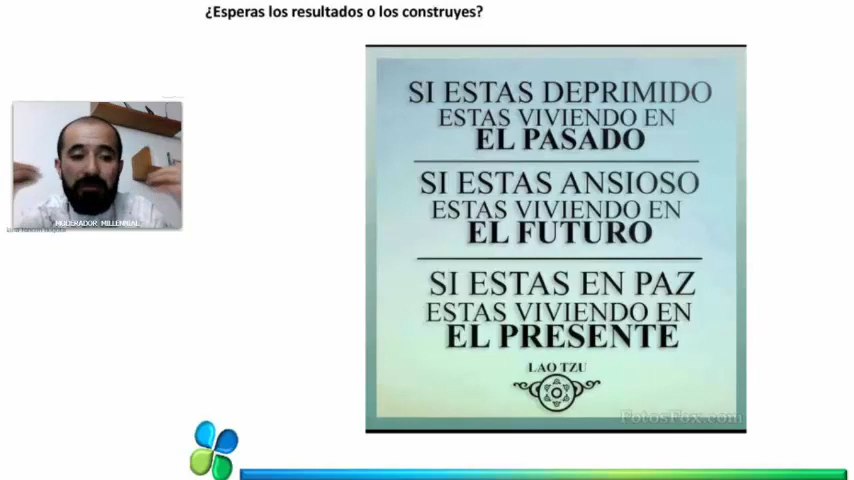 ¿Esperas los resultados o los construyes?
SI ESTAS DEPRIMIDO
ESTAS VIVIENDO EN
EL PASADO
SI ESTAS ANSIOSO
ESTAS VIVIENDO EN
EL FUTURO
SI ESTAS EN PAZ
ESTAS VIVIENDO EN
EL PRESENTE
LAO TZU
FotosFox.com
MODERADOR MILLENNIAL